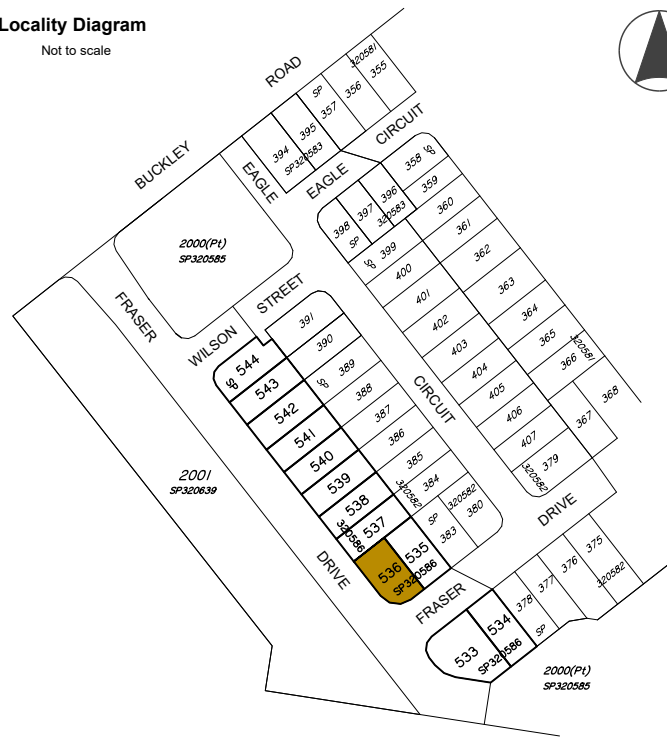 Locality Diagram
Not to scale
BUCKLEY
ROAD
EAGLE
EAGLE
CIRCUIT
394
395
SP320583
SP
357
356
320581
355
2000(Pt)
SP320585
398
397
396
SP
320583
358
SP
359
360
361
362
363
364
365
366
320581
367
368
SP
399
400
401
402
403
404
405
406
407
379
320582
FRASER
DRIVE
WILSON
STREET
CIRCUIT
391
390
SP
389
388
387
386
385
384
320582
320582
SP
383
380
SP
544
543
542
541
540
539
538
537
320586
536
535
SP320586
2001
SP320639
FRASER
DRIVE
533
534
SP320586
378
377
376
375
SP
320582
2000(Pt)
SP320585